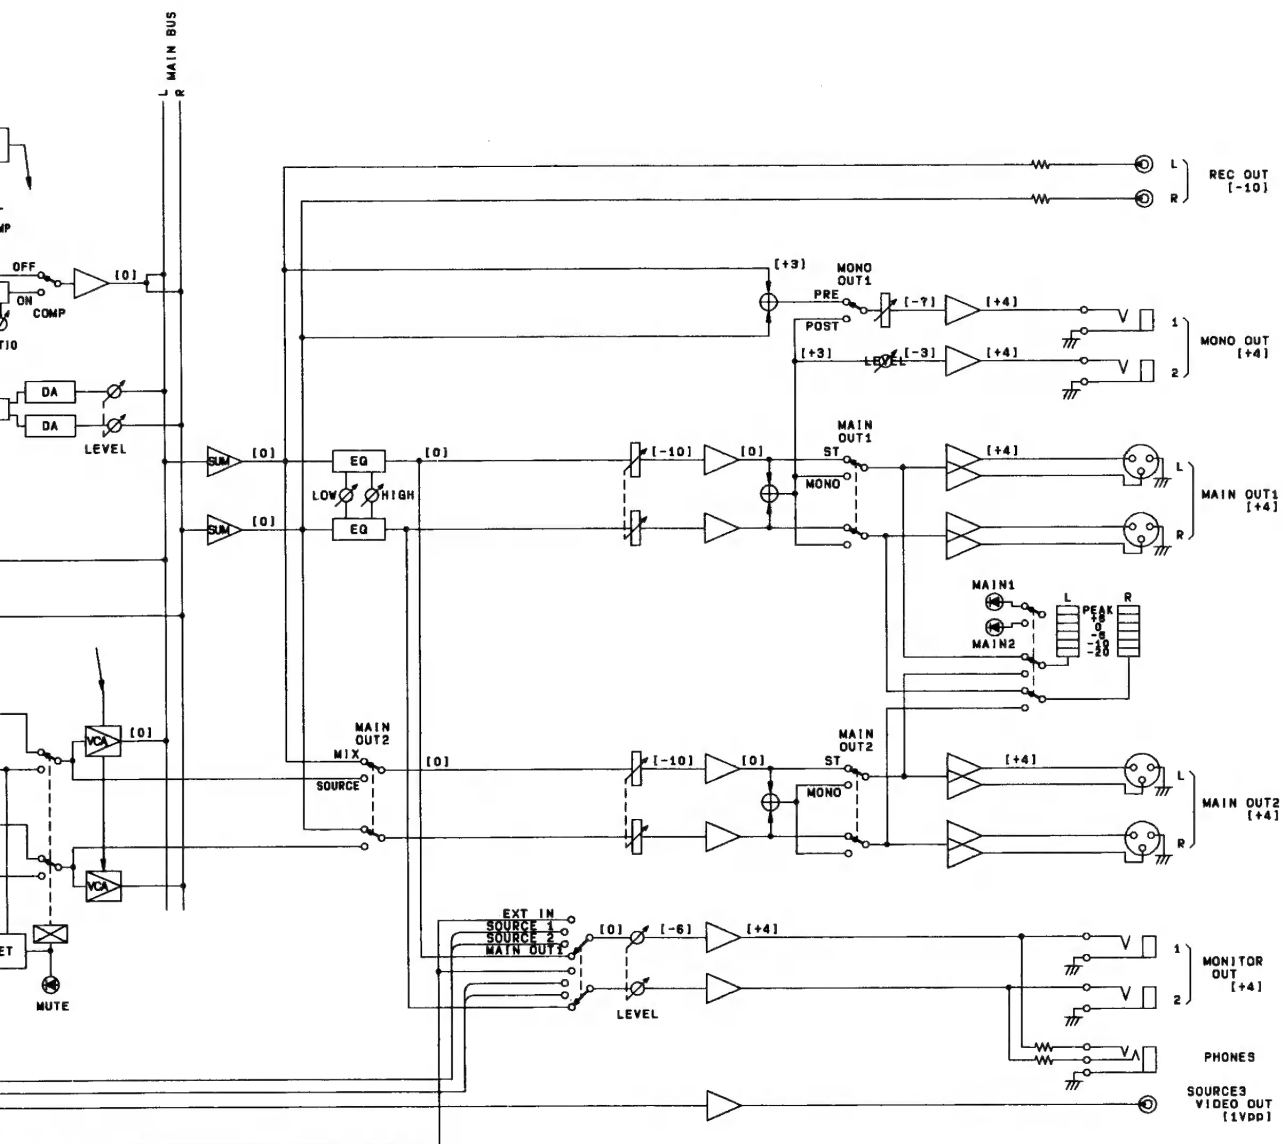 MAIN BUS
L
R
L
REC OUT
[-10]
R
MP
OFF
[0]
ON
COMP
TIO
[+3]
MONO
OUT1
PRE
[-?]
[+4]
POST
1
MONO OUT
[+4]
[+3]
LEVEL
[-3]
[+4]
2
DA
DA
LEVEL
MAIN
OUT1
SUM
[0]
EQ
[0]
[-10]
[0]
ST
[+4]
L
LOW
HIGH
MONO
MAIN OUT1
[+4]
SUM
[0]
EQ
R
MAIN1
MAIN2
L
R
PEAK
+6
0
-6
-10
-20
VCA
[0]
MAIN
OUT2
MIX
SOURCE
[0]
[-10]
[0]
MAIN
OUT2
ST
MONO
[+4]
L
MAIN OUT2
[+4]
R
VCA
ET
MUTE
EXT IN
SOURCE 1
SOURCE 2
MAIN OUT1
[0]
[-6]
[+4]
LEVEL
1
MONITOR
OUT
[+4]
2
PHONES
SOURCE3
VIDEO OUT
[1VPP]